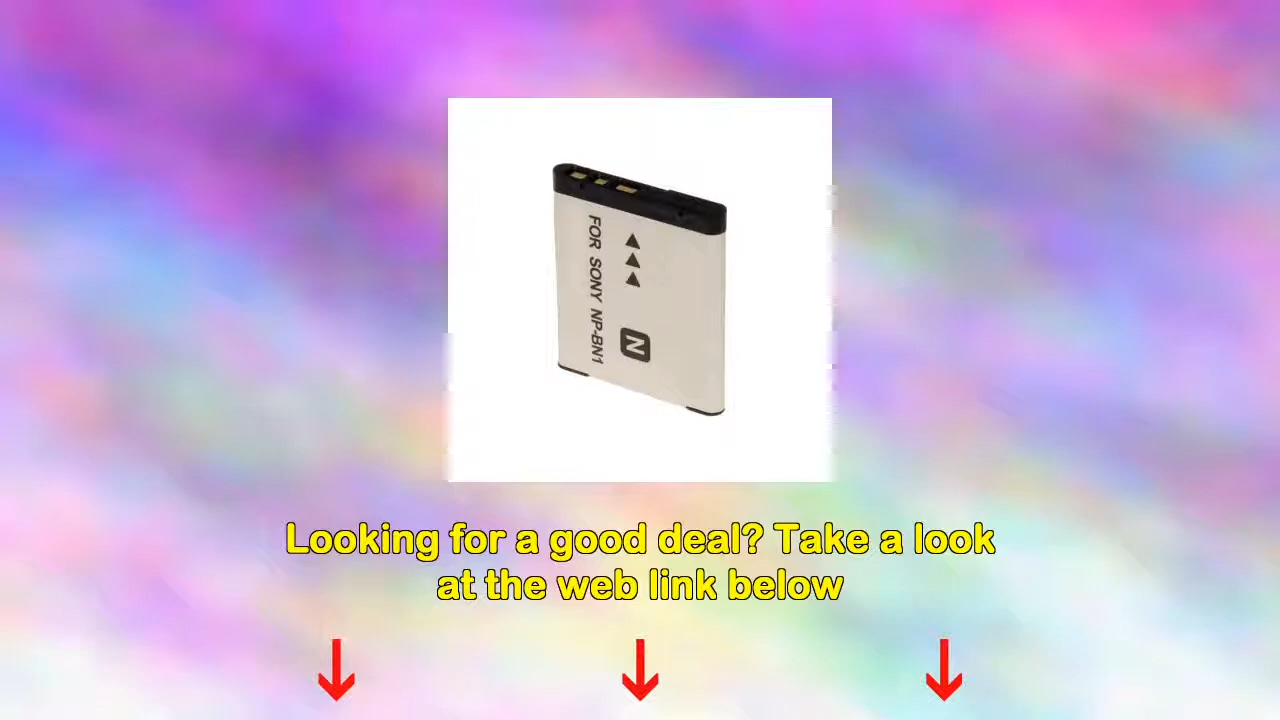 FOR SONY NP-BN1
N
Looking for a good deal? Take a look
at the web link below